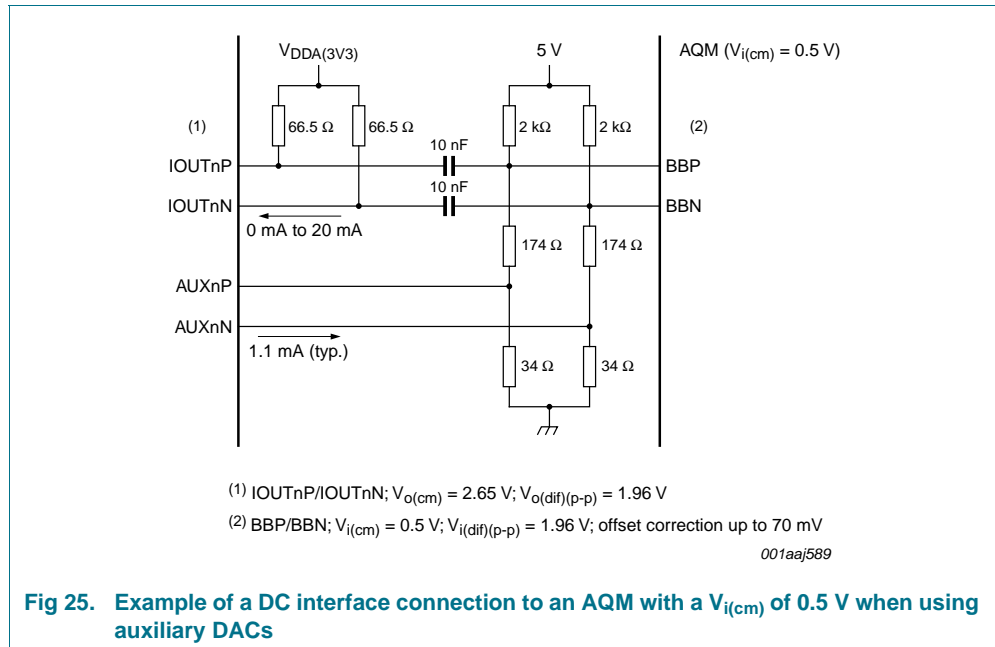 VDDA(3V3)
5 V
AQM (Vi(cm) = 0.5 V)
(1)
66.5 Ω
66.5 Ω
2 kΩ
2 kΩ
(2)
10 nF
IOUTnP
BBP
10 nF
IOUTnN
BBN
0 mA to 20 mA
174 Ω
174 Ω
AUXnP
AUXnN
1.1 mA (typ.)
34 Ω
34 Ω
(1) IOUTnP/IOUTnN; Vo(cm) = 2.65 V; Vo(dif)(p-p) = 1.96 V
(2) BBP/BBN; Vi(cm) = 0.5 V; Vi(dif)(p-p) = 1.96 V; offset correction up to 70 mV
001aaj589
Fig 25. Example of a DC interface connection to an AQM with a Vi(cm) of 0.5 V when using
auxiliary DACs